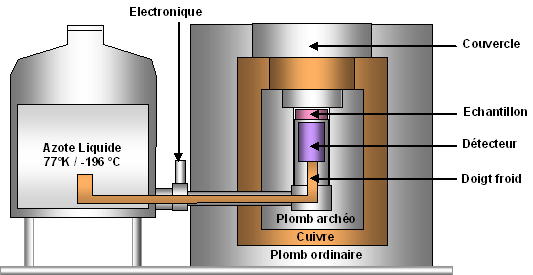 Electronique
Couvercle
Echantillon
Azote Liquide
77°K / -196 °C
Détecteur
Doigt froid
Plomb archéo
Cuivre
Plomb ordinaire